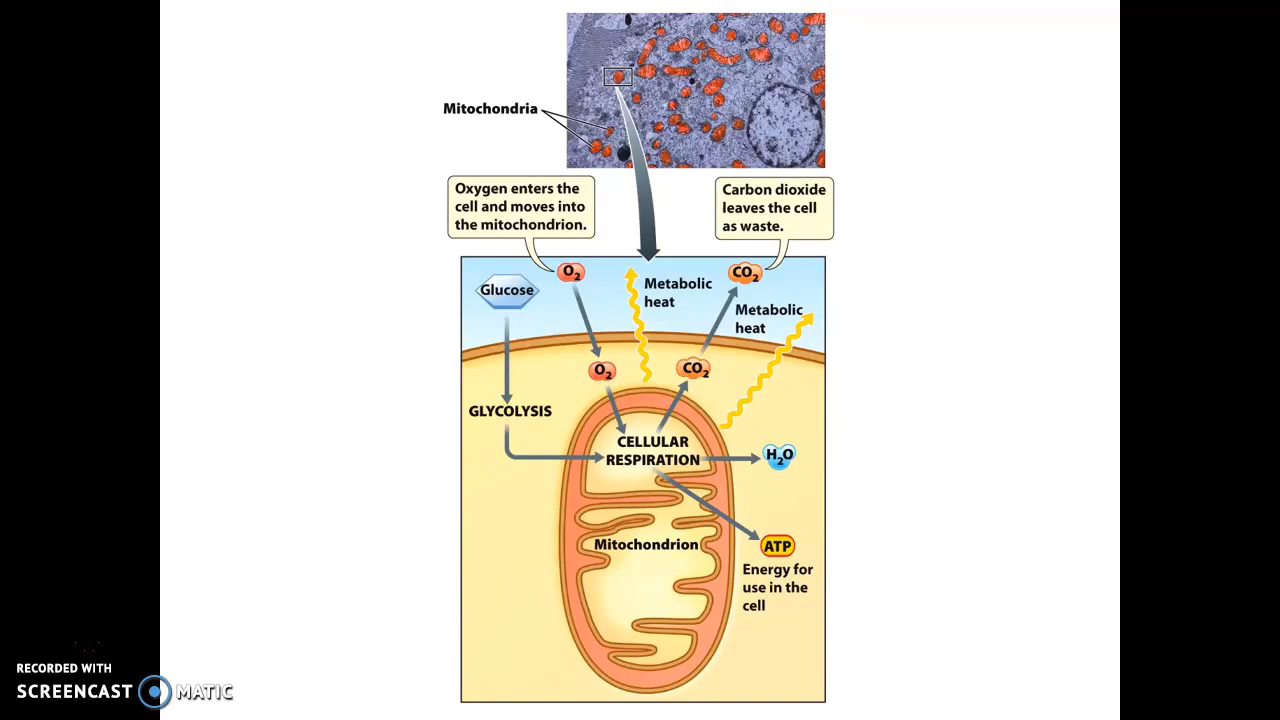 Mitochondria
Oxygen enters the
cell and moves into
the mitochondrion.
Carbon dioxide
leaves the cell
as waste.
Glucose
O₂
Metabolic
heat
CO₂
Metabolic
heat
O₂
CO₂
GLYCOLYSIS
CELLULAR
RESPIRATION
H₂O
Mitochondrion
ATP
Energy for
use in the
cell
RECORDED WITH
SCREENCAST MATIC